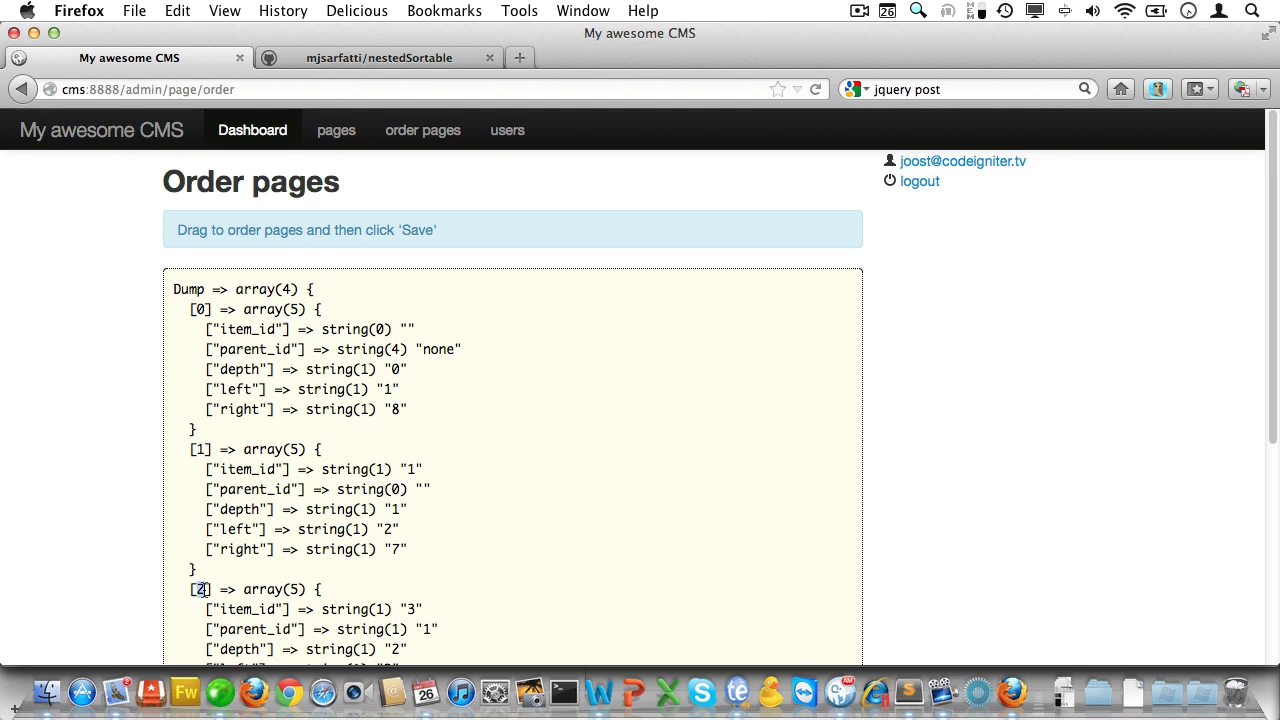 Firefox File Edit View History Delicious Bookmarks Tools Window Help
26
My awesome CMS
My awesome CMS
mjsarfatti/nestedSortable
cms:8888/admin/page/order
jquery post
My awesome CMS Dashboard pages order pages users
joost@codeigniter.tv
logout
Order pages
Drag to order pages and then click 'Save'
Dump => array(4) {
[0] => array(5) {
["item_id"] => string(0) ""
["parent_id"] => string(4) "none"
["depth"] => string(1) "0"
["left"] => string(1) "1"
["right"] => string(1) "8"
}
[1] => array(5) {
["item_id"] => string(1) "1"
["parent_id"] => string(0) ""
["depth"] => string(1) "1"
["left"] => string(1) "2"
["right"] => string(1) "7"
}
[2] => array(5) {
["item_id"] => string(1) "3"
["parent_id"] => string(1) "1"
["depth"] => string(1) "2"
Fw
26